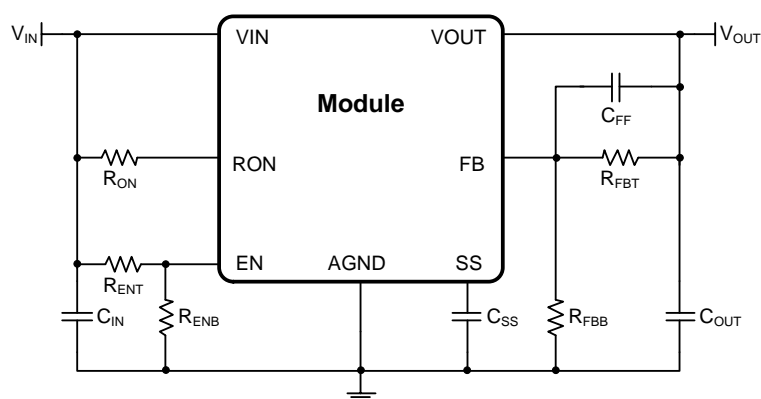 VIN
VIN
VOUT
VOUT
Module
CFF
RON
RON
FB
RFBT
EN
AGND
SS
RENT
CIN
RENB
CSS
RFBB
COUT